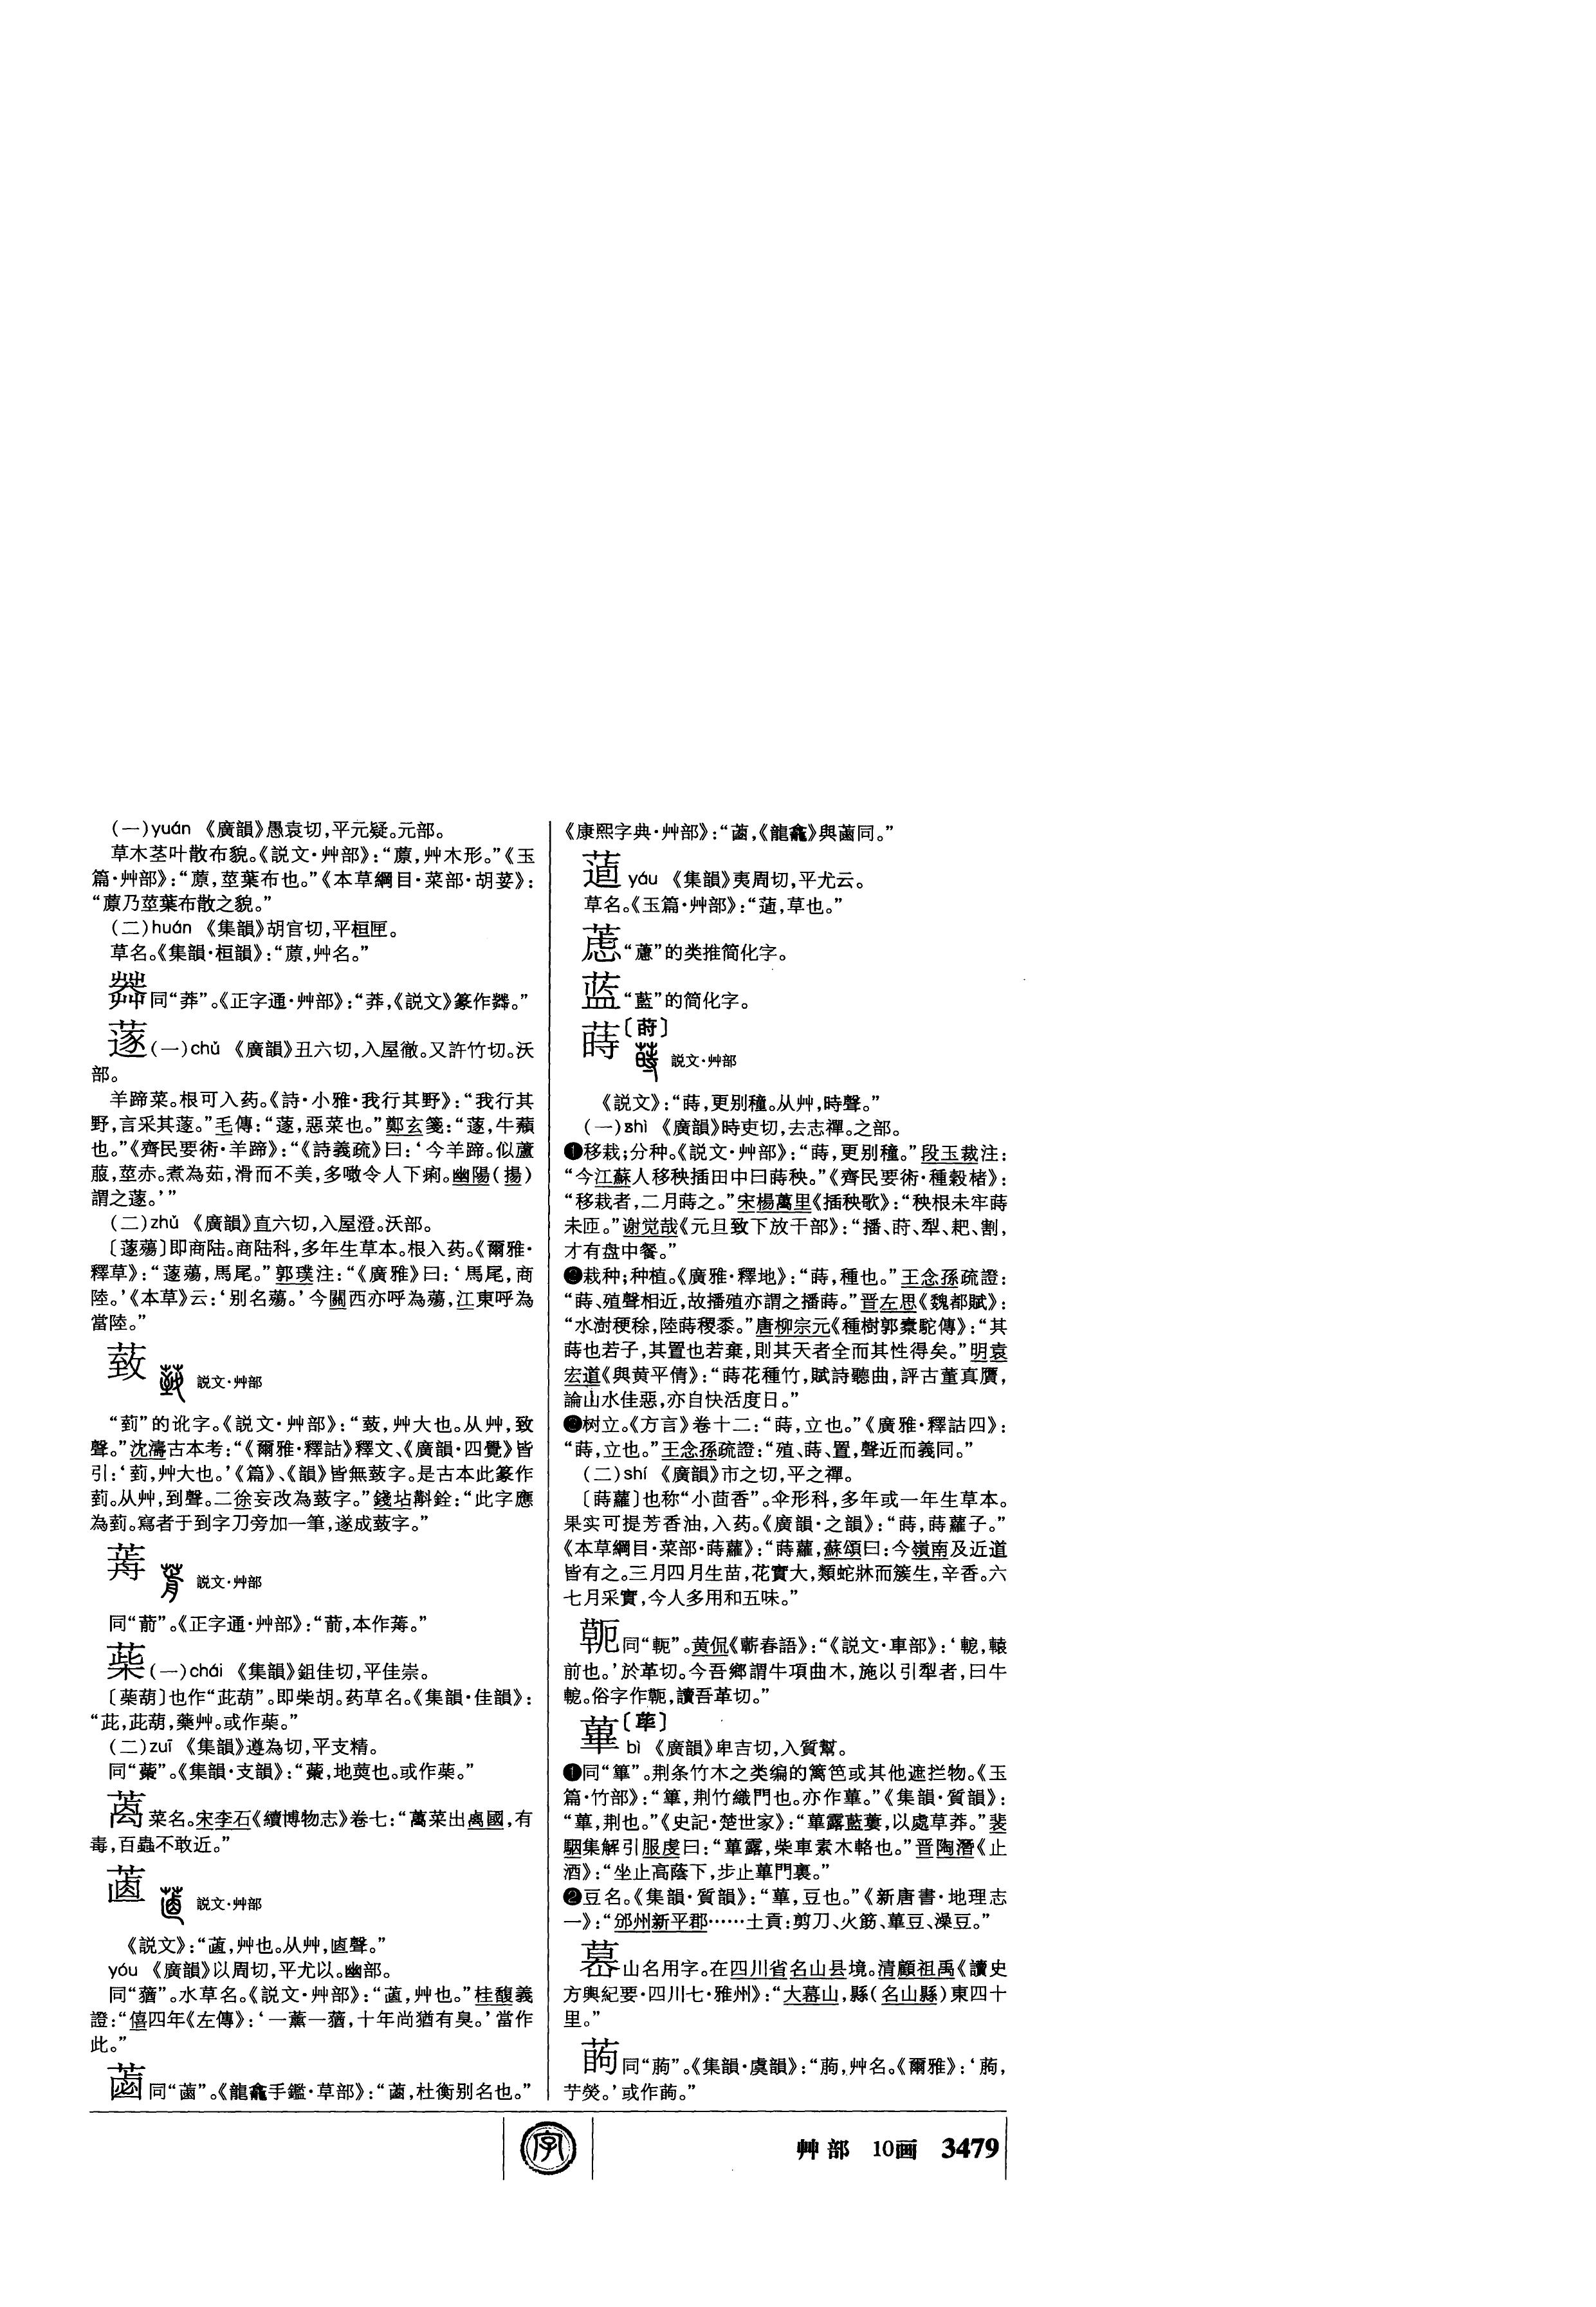 (一)yuán 《廣韻》愚袁切,平元疑。元部。
草木茎叶散布貌。《説文·艸部》:“蒝,艸木形。”《玉
篇·艸部》:“蒝,莖葉布也。”《本草綱目·菜部·胡荽》:
“蒝乃莖葉布散之貌。”
(二)huán 《集韻》胡官切,平桓匣。
草名。《集韻·桓韻》:“蒝,艸名。”
同“莽”。《正字通·艸部》:“莽,《説文》篆作。”
蓫(一)chǔ 《廣韻》丑六切,入屋徹。又許竹切。沃
部。
羊蹄菜。根可入药。《詩·小雅·我行其野》:“我行其
野,言采其蓫。”毛傳:“蓫,惡菜也。”鄭玄箋:“蓫,牛蘈
也。”《齊民要術·羊蹄》:“《詩義疏》曰:‘今羊蹄。似蘆
菔,莖赤。煮為茹,滑而不美,多噉令人下痢。幽陽(揚)
謂之蓫。’”
(二)zhǔ 《廣韻》直六切,入屋澄。沃部。
〔蓫薚〕即商陆。商陆科,多年生草本。根入药。《爾雅·
釋草》:“蓫薚,馬尾。”郭璞注:“《廣雅》曰:‘馬尾,商
陸。’《本草》云:‘别名薚。’今關西亦呼為薚,江東呼為
當陸。”
蔜 説文·艸部
“菿”的讹字。《説文·艸部》:“,艸大也。从艸,致
聲。”沈濤古本考:“《爾雅·釋詁》釋文、《廣韻·四覺》皆
引:‘菿,艸大也。’《篇》、《韻》皆無字。是古本此篆作
菿。从艸,到聲。二徐妄改為字。”錢坫斠銓:“此字應
為菿。寫者于到字刀旁加一筆,遂成字。”
説文·艸部
同“葥”。《正字通·艸部》:“葥,本作。”
(一)chái 《集韻》鉏佳切,平佳崇。
〔葫〕也作“茈葫”。即柴胡。药草名。《集韻·佳韻》:
“茈,茈葫,藥艸。或作。”
(二)zuī 《集韻》遵為切,平支精。
同“”。《集韻·支韻》:“,地萸也。或作。”
菜名。宋李石《續博物志》卷七:“萬菜出离國,有
毒,百蟲不敢近。”
説文·艸部
《説文》:“,艸也。从艸,聲。”
yóu 《廣韻》以周切,平尤以。幽部。
同“蕕”。水草名。《説文·艸部》:“,艸也。”桂馥義
證:“僖四年《左傳》:‘一薰一蕕,十年尚猶有臭。’當作
此。”
同“”。《龍龕手鑑·草部》:“,杜衡别名也。”
《康熙字典·艸部》:“,《龍龕》與同。”
yáu 《集韻》夷周切,平尤云。
草名。《玉篇·艸部》:“,草也。”
“藘”的类推简化字。
蓝“藍”的简化字。
蒔〔莳〕 説文·艸部
《説文》:“蒔,更别種。从艸,時聲。”
(一)shì 《廣韻》時吏切,去志禪。之部。
❶移栽;分种。《説文·艸部》:“蒔,更别種。”段玉裁注:
“今江蘇人移秧插田中曰蒔秧。”《齊民要術·種穀楮》:
“移栽者,二月蒔之。”宋楊萬里《插秧歌》:“秧根未牢蒔
未匝。”谢觉哉《元旦致下放干部》:“播、莳、犁、耙、割,
才有盘中餐。”
❷栽种;种植。《廣雅·釋地》:“蒔,種也。”王念孫疏證:
“蒔、殖聲相近,故播殖亦謂之播蒔。”晋左思《魏都賦》:
“水澍稉稌,陸蒔稷黍。”唐柳宗元《種樹郭橐駝傳》:“其
蒔也若子,其置也若棄,則其天者全而其性得矣。”明袁
宏道《與黄平倩》:“蒔花種竹,賦詩聽曲,評古董真贋,
論山水佳惡,亦自快活度日。”
❸树立。《方言》卷十二:“蒔,立也。”《廣雅·釋詁四》:
“蒔,立也。”王念孫疏證:“殖、蒔、置,聲近而義同。”
(二)shí 《廣韻》市之切,平之禪。
〔蒔蘿〕也称“小茴香”。伞形科,多年或一年生草本。
果实可提芳香油,入药。《廣韻·之韻》:“蒔,蒔蘿子。”
《本草綱目·菜部·蒔蘿》:“蒔蘿,蘇頌曰:今嶺南及近道
皆有之。三月四月生苗,花實大,類蛇牀而簇生,辛香。六
七月采實,今人多用和五味。”
同“軛”。黄侃《蘄春語》:“《説文·車部》:‘軶,轅
前也。’於革切。今吾鄉謂牛項曲木,施以引犁者,曰牛
軶。俗字作,讀吾革切。”
蓽〔荜〕 bì 《廣韻》卑吉切,入質幫。
❶同“篳”。荆条竹木之类编的篱笆或其他遮拦物。《玉
篇·竹部》:“篳,荆竹織門也。亦作蓽。”《集韻·質韻》:
“蓽,荆也。”《史記·楚世家》:“蓽露藍蔞,以處草莽。”裴
駰集解引服虔曰:“蓽露,柴車素木輅也。”晋陶潛《止
酒》:“坐止高蔭下,步止蓽門裏。”
❷豆名。《集韻·質韻》:“蓽,豆也。”《新唐書·地理志
一》:“邠州新平郡……土貢:剪刀、火筯、蓽豆、澡豆。”
山名用字。在四川省名山县境。清顧祖禹《讀史
方輿紀要·四川七·雅州》:“大山,縣(名山縣)東四十
里。”
同“蒟”。《集韻·虞韻》:“,艸名。《爾雅》:‘,
芐熒。’或作。”
字
艸部 10画 3479